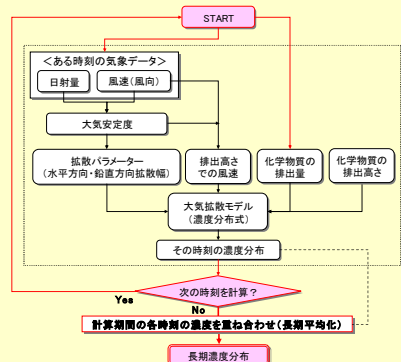 START
<ある時刻の気象データ>
日射量
風速(風向)
大気安定度
拡散パラメーター
(水平方向・鉛直方向拡散幅)
排出高さ
での風速
化学物質の
排出量
化学物質の
排出高さ
大気拡散モデル
(濃度分布式)
その時刻の濃度分布
次の時刻を計算？
Yes
No
計算期間の各時刻の濃度を重ね合わせ(長期平均化)
長期濃度分布